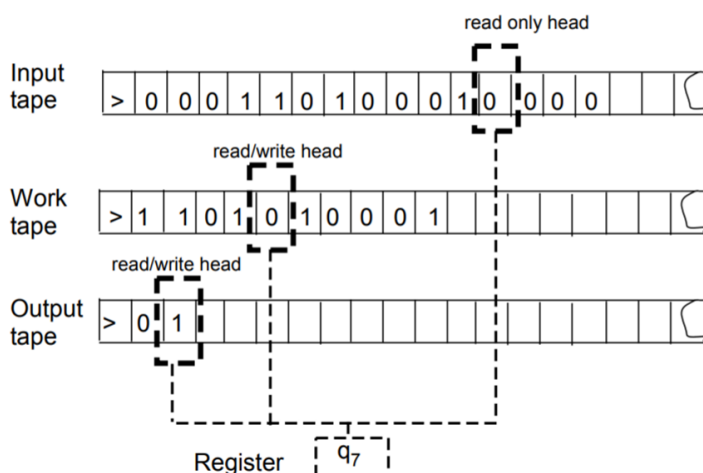 read only head
Input tape
> 0 0 0 1 1 0 1 0 0 0 1 0 0 0 0
read/write head
Work tape
> 1 1 0 1 0 1 0 0 0 1
read/write head
Output tape
> 0 1
Register q7